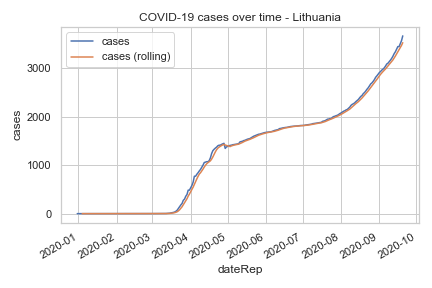 COVID-19 cases over time - Lithuania
cases
cases (rolling)
cases
3000
2000
1000
0
2020-01
2020-02
2020-03
2020-04
2020-05
2020-06
2020-07
2020-08
2020-09
2020-10
dateRep